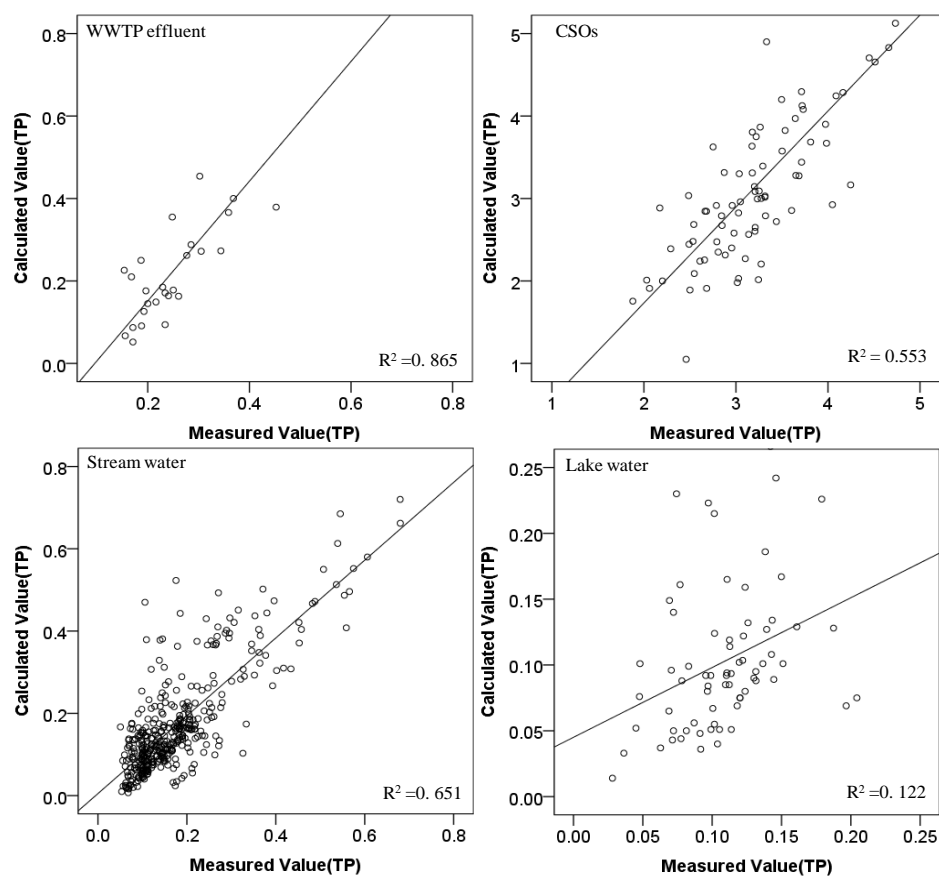 WWTP effluent
0.8
0.6
0.4
0.2
0.0
Calculated Value(TP)
R² =0. 865
0.2 0.4 0.6 0.8
Measured Value(TP)
CSOs
5
4
3
2
1
Calculated Value(TP)
R² = 0.553
1 2 3 4 5
Measured Value(TP)
Stream water
0.8
0.6
0.4
0.2
0.0
Calculated Value(TP)
R² =0. 651
0.0 0.2 0.4 0.6 0.8
Measured Value(TP)
Lake water
0.25
0.20
0.15
0.10
0.05
0.00
Calculated Value(TP)
R² =0. 122
0.00 0.05 0.10 0.15 0.20 0.25
Measured Value(TP)